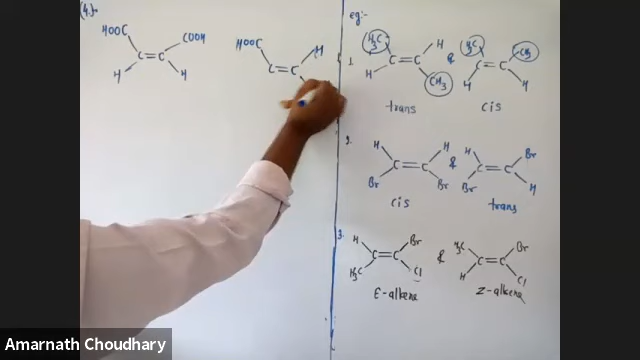 (4.)
HOOC COOH
C=C
H H
HOOC H
C=C
eg:-
1.
H₃C H
C=C
H CH₃
trans
&
H₃C CH₃
C=C
H H
cis
2.
H H
C=C
Br Br
cis
&
H Br
C=C
Br H
trans
3.
H Br
C=C
H₃C Cl
E-alkene
&
H₃C Br
C=C
H Cl
Z-alkene
Amarnath Choudhary